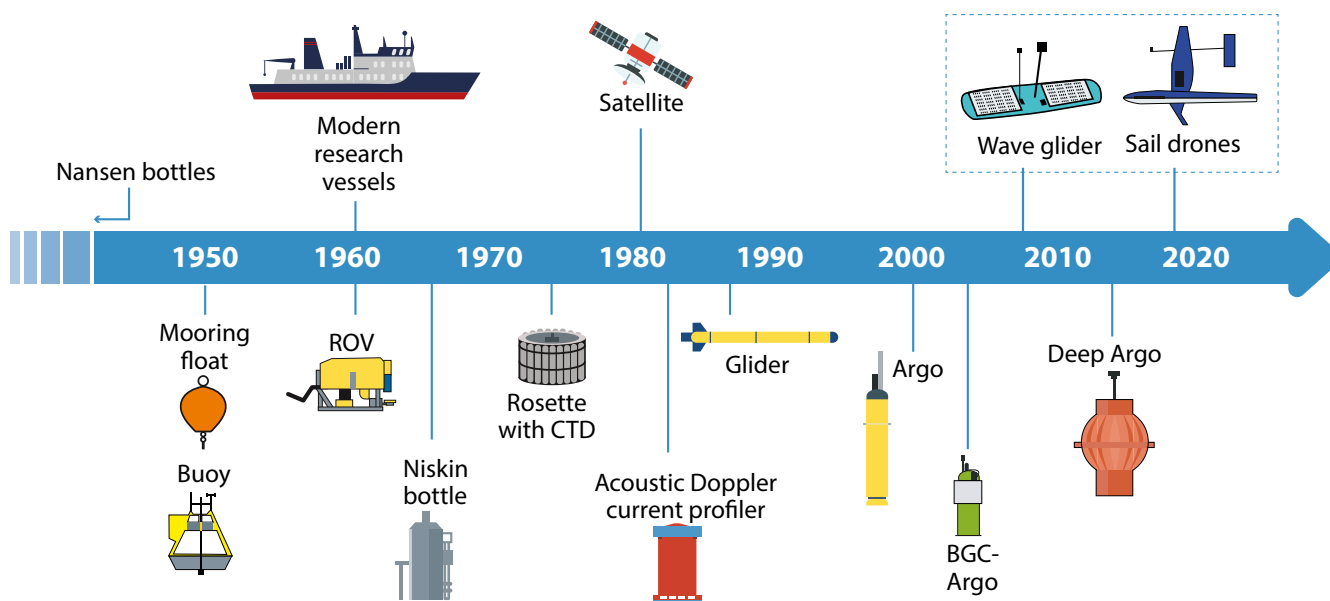 Modern
research
vessels
Satellite
Wave glider
Sail drones
Nansen bottles
1950
1960
1970
1980
1990
2000
2010
2020
Mooring
float
Buoy
ROV
Niskin
bottle
Rosette
with CTD
Acoustic Doppler
current profiler
Glider
Argo
BGC-
Argo
Deep Argo